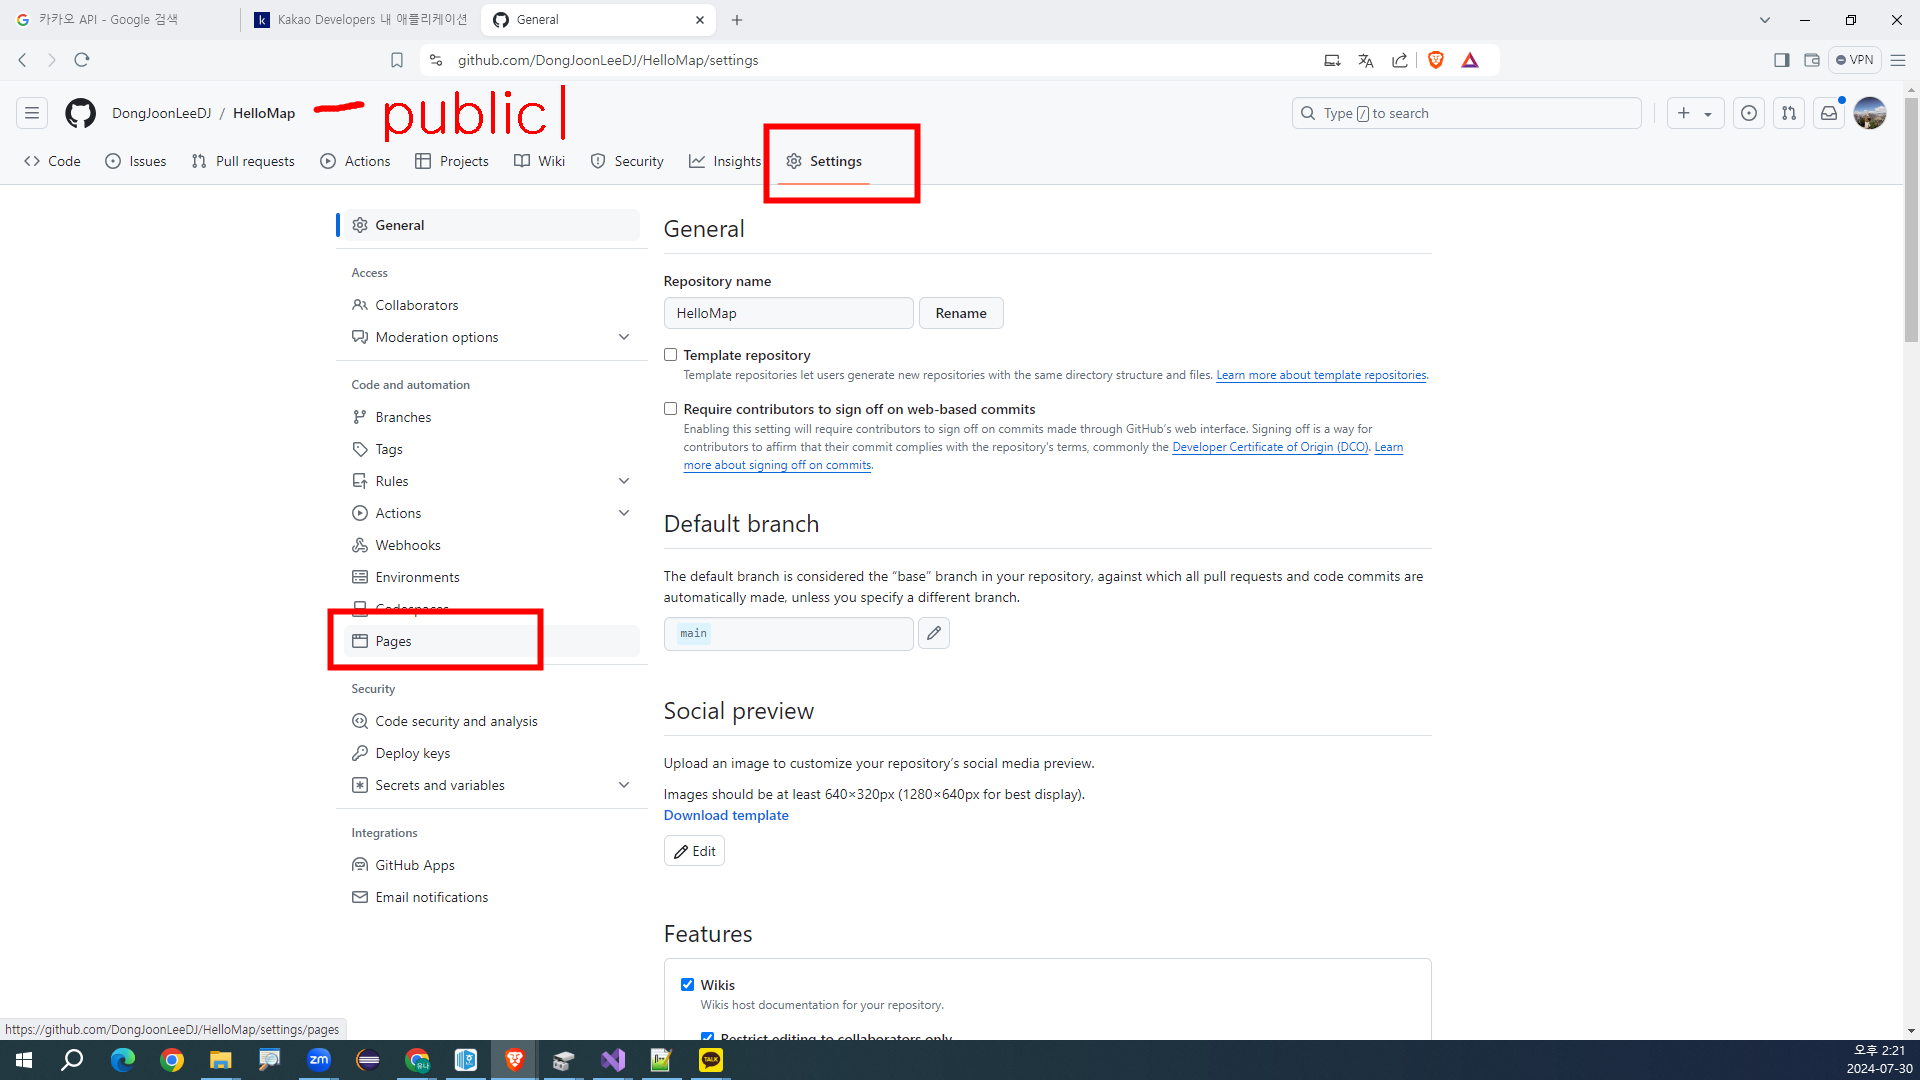 카카오 API - Google 검색
Kakao Developers 내 애플리케이션
General
github.com/DongJoonLeeDJ/HelloMap/settings
VPN
DongJoonLeeDJ / HelloMap
public
Type / to search
Code
Issues
Pull requests
Actions
Projects
Wiki
Security
Insights
Settings
General
Access
Collaborators
Moderation options
Code and automation
Branches
Tags
Rules
Actions
Webhooks
Environments
Codespaces
Pages
Security
Code security and analysis
Deploy keys
Secrets and variables
Integrations
GitHub Apps
Email notifications
General
Repository name
HelloMap
Rename
Template repository
Template repositories let users generate new repositories with the same directory structure and files. Learn more about template repositories.
Require contributors to sign off on web-based commits
Enabling this setting will require contributors to sign off on commits made through GitHub's web interface. Signing off is a way for
contributors to affirm that their commit complies with the repository's terms, commonly the Developer Certificate of Origin (DCO). Learn
more about signing off on commits.
Default branch
The default branch is considered the “base” branch in your repository, against which all pull requests and code commits are
automatically made, unless you specify a different branch.
main
Social preview
Upload an image to customize your repository's social media preview.
Images should be at least 640×320px (1280×640px for best display).
Download template
Edit
Features
Wikis
Wikis host documentation for your repository.
Restrict editing to collaborators only
https://github.com/DongJoonLeeDJ/HelloMap/settings/pages
zm
TALK
오후 2:21
2024-07-30